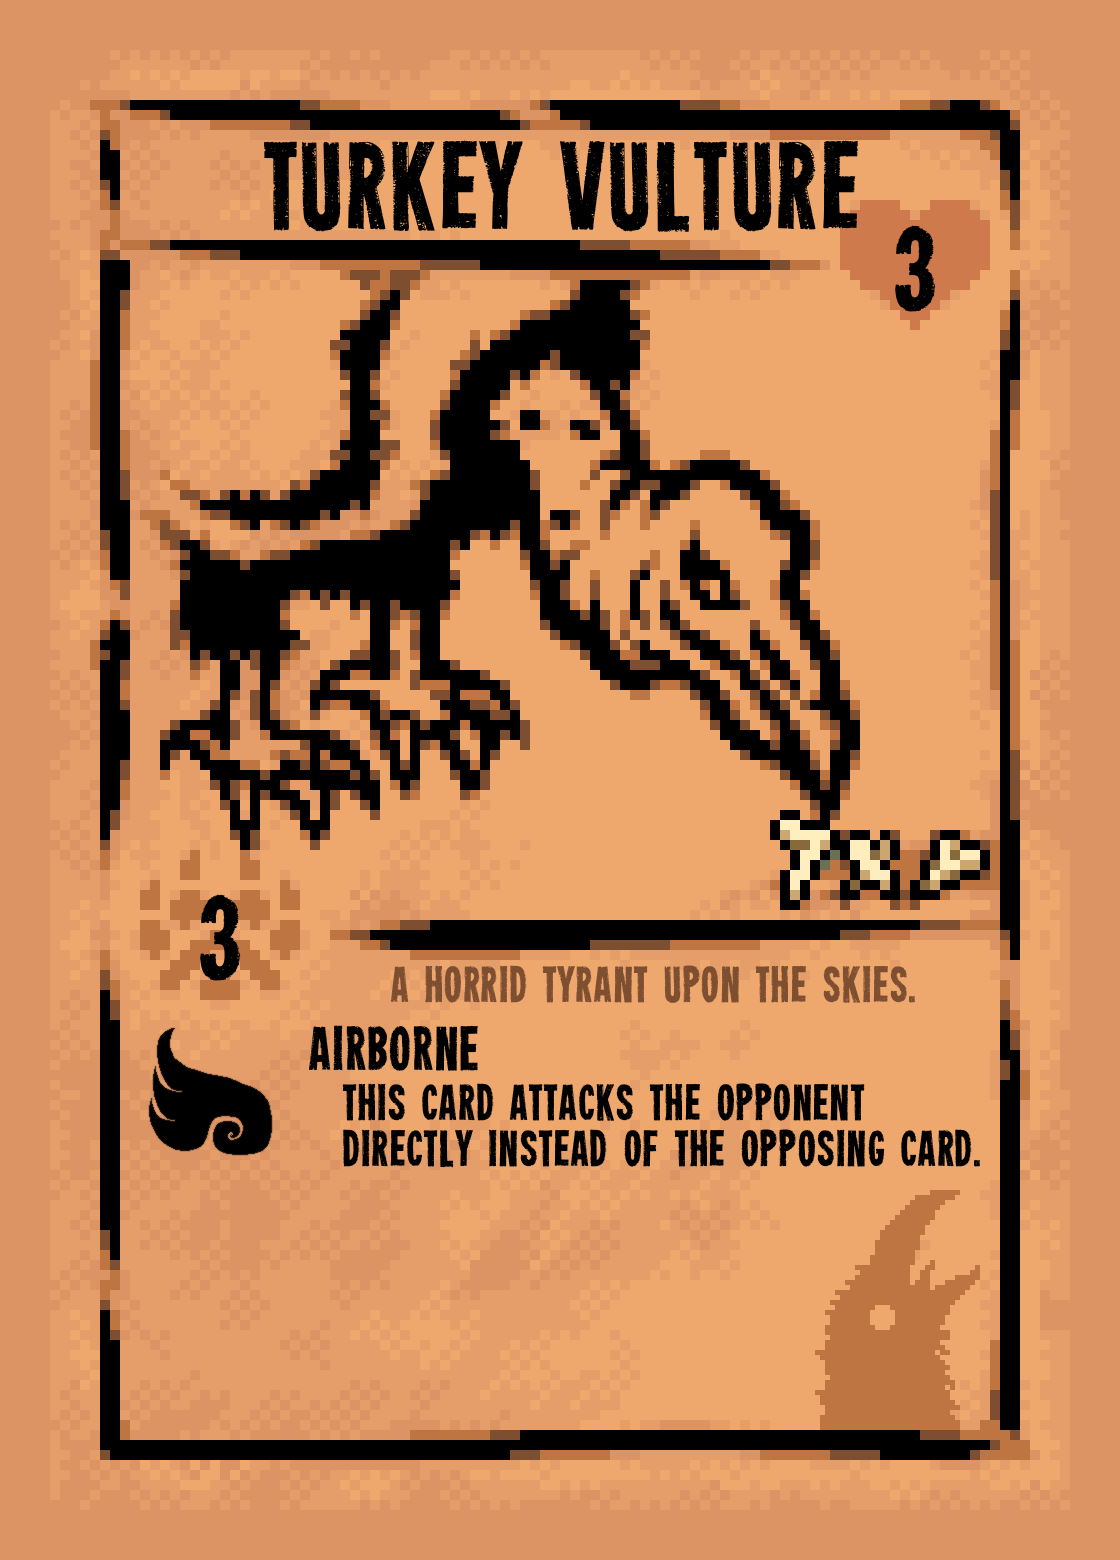 TURKEY VULTURE
3
3
A HORRID TYRANT UPON THE SKIES.
AIRBORNE
THIS CARD ATTACKS THE OPPONENT
DIRECTLY INSTEAD OF THE OPPOSING CARD.